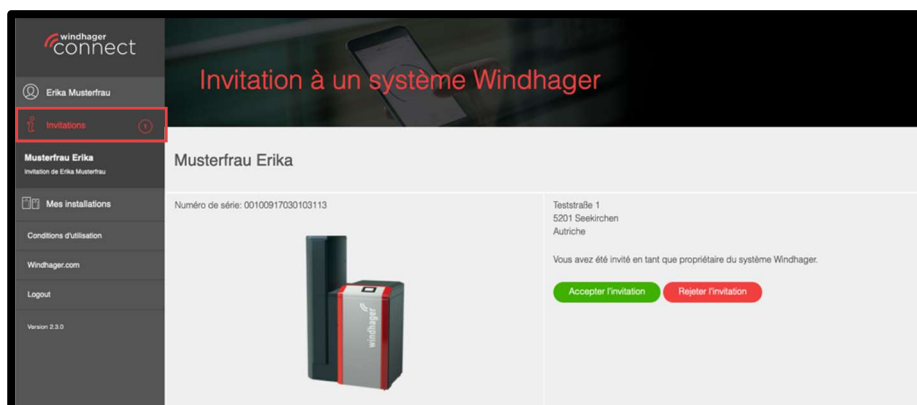 windhager
connect
Invitation à un système Windhager
Erika Musterfrau
Invitations 1
Musterfrau Erika
Invitation de Erika Musterfrau
Mes installations
Conditions d'utilisation
Windhager.com
Logout
Version 2.3.0
Musterfrau Erika
Numéro de série: 00100917030103113
windhager
Teststraße 1
5201 Seekirchen
Autriche
Vous avez été invité en tant que propriétaire du système Windhager.
Accepter l'invitation Rejeter l'invitation